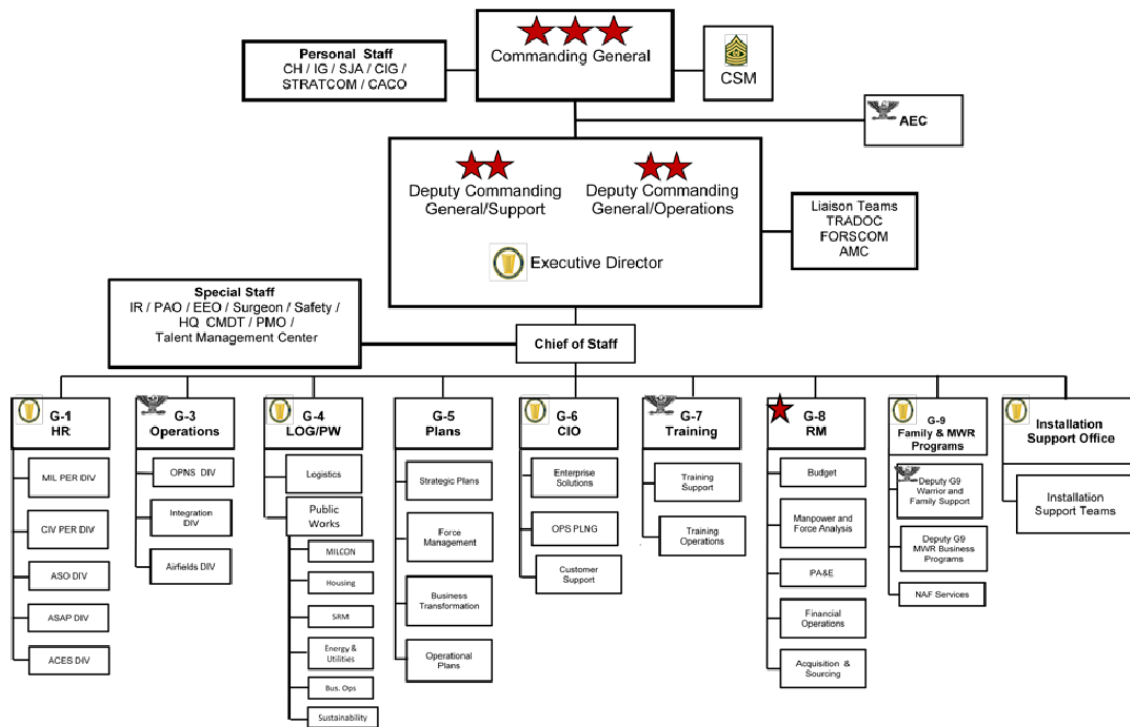 Commanding General
Personal Staff
CH / IG / SJA / CIG /
STRATCOM / CACO
CSM
AEC
Deputy Commanding
General/Support
Deputy Commanding
General/Operations
Executive Director
Liaison Teams
TRADOC
FORSCOM
AMC
Special Staff
IR / PAO / EEO / Surgeon / Safety /
HQ CMDT / PMO /
Talent Management Center
Chief of Staff
G-1
HR
MIL PER DIV
CIV PER DIV
ASO DIV
ASAP DIV
ACES DIV
G-3
Operations
OPNS DIV
Integration
DIV
Airfields DIV
G-4
LOG/PW
Logistics
Public
Works
MILCON
Housing
SRM
Energy &
Utilities
Bus. Ops
Sustainability
G-5
Plans
Strategic Plans
Force
Management
Business
Transformation
Operational
Plans
G-6
CIO
Enterprise
Solutions
OPS PLNG
Customer
Support
G-7
Training
Training
Support
Training
Operations
G-8
RM
Budget
Manpower and
Force Analysis
IPA&E
Financial
Operations
Acquisition &
Sourcing
G-9
Family & MWR
Programs
Deputy G9
Warrior and
Family Support
Deputy G9
MWR Business
Programs
NAF Services
Installation
Support Office
Installation
Support Teams